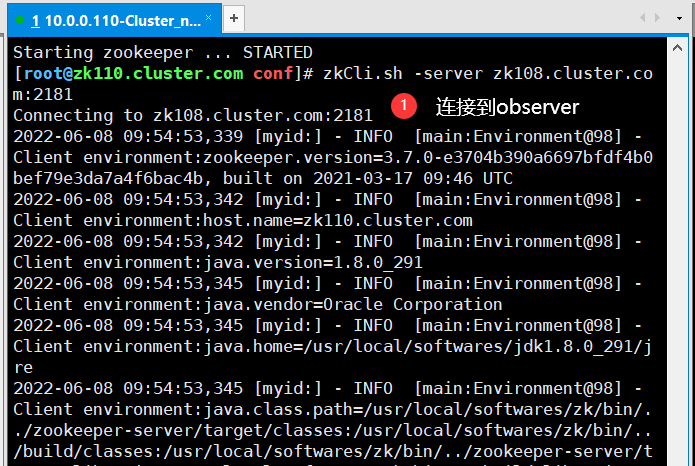 1 10.0.0.110-Cluster_n...
Starting zookeeper ... STARTED
[root@zk110.cluster.com conf]# zkCli.sh -server zk108.cluster.co
m:2181
Connecting to zk108.cluster.com:2181 1 连接到observer
2022-06-08 09:54:53,339 [myid:] - INFO  [main:Environment@98] -
Client environment:zookeeper.version=3.7.0-e3704b390a6697bfdf4b0
bef79e3da7a4f6bac4b, built on 2021-03-17 09:46 UTC
2022-06-08 09:54:53,342 [myid:] - INFO  [main:Environment@98] -
Client environment:host.name=zk110.cluster.com
2022-06-08 09:54:53,342 [myid:] - INFO  [main:Environment@98] -
Client environment:java.version=1.8.0_291
2022-06-08 09:54:53,345 [myid:] - INFO  [main:Environment@98] -
Client environment:java.vendor=Oracle Corporation
2022-06-08 09:54:53,345 [myid:] - INFO  [main:Environment@98] -
Client environment:java.home=/usr/local/softwares/jdk1.8.0_291/j
re
2022-06-08 09:54:53,345 [myid:] - INFO  [main:Environment@98] -
Client environment:java.class.path=/usr/local/softwares/zk/bin/.
./zookeeper-server/target/classes:/usr/local/softwares/zk/bin/..
/build/classes:/usr/local/softwares/zk/bin/../zookeeper-server/t